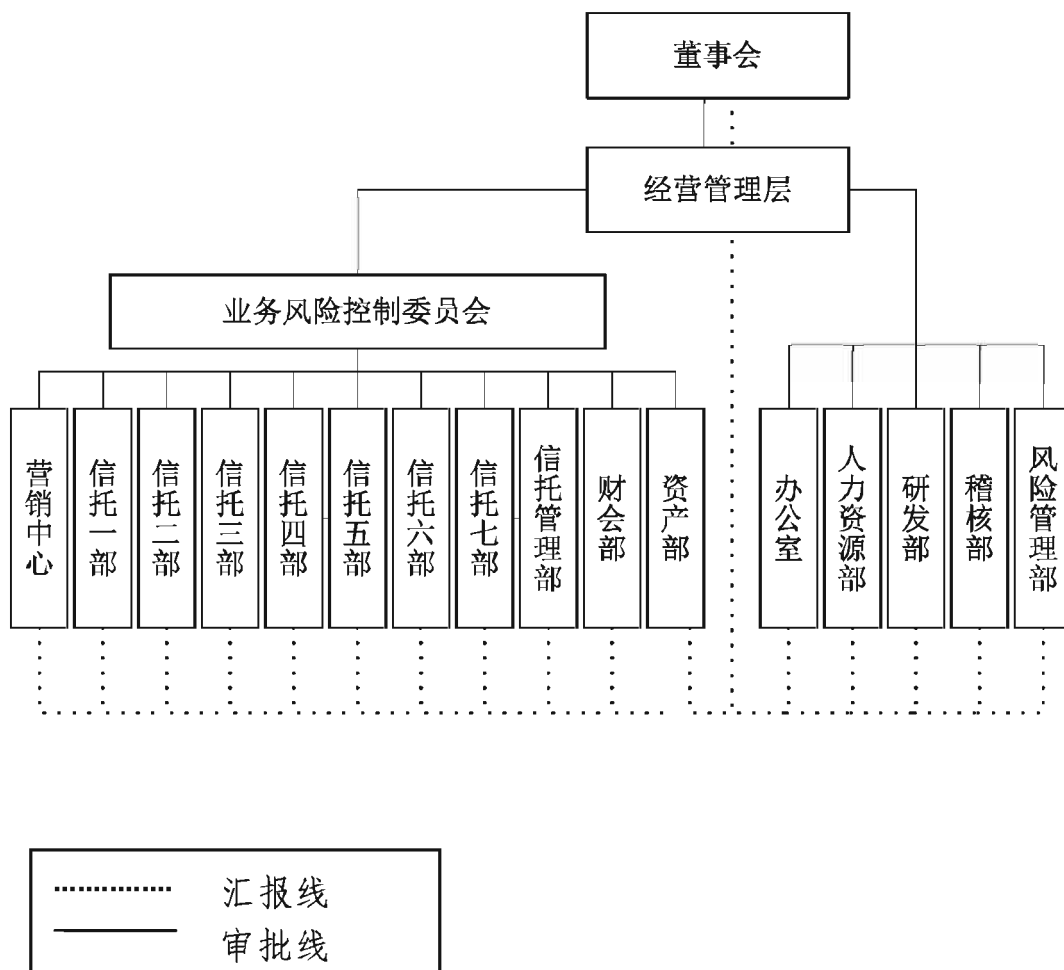 董事会
经营管理层
业务风险控制委员会
营销中心
信托一部
信托二部
信托三部
信托四部
信托五部
信托六部
信托七部
信托管理部
财会部
资产部
办公室
人力资源部
研发部
稽核部
风险管理部
汇报线
审批线